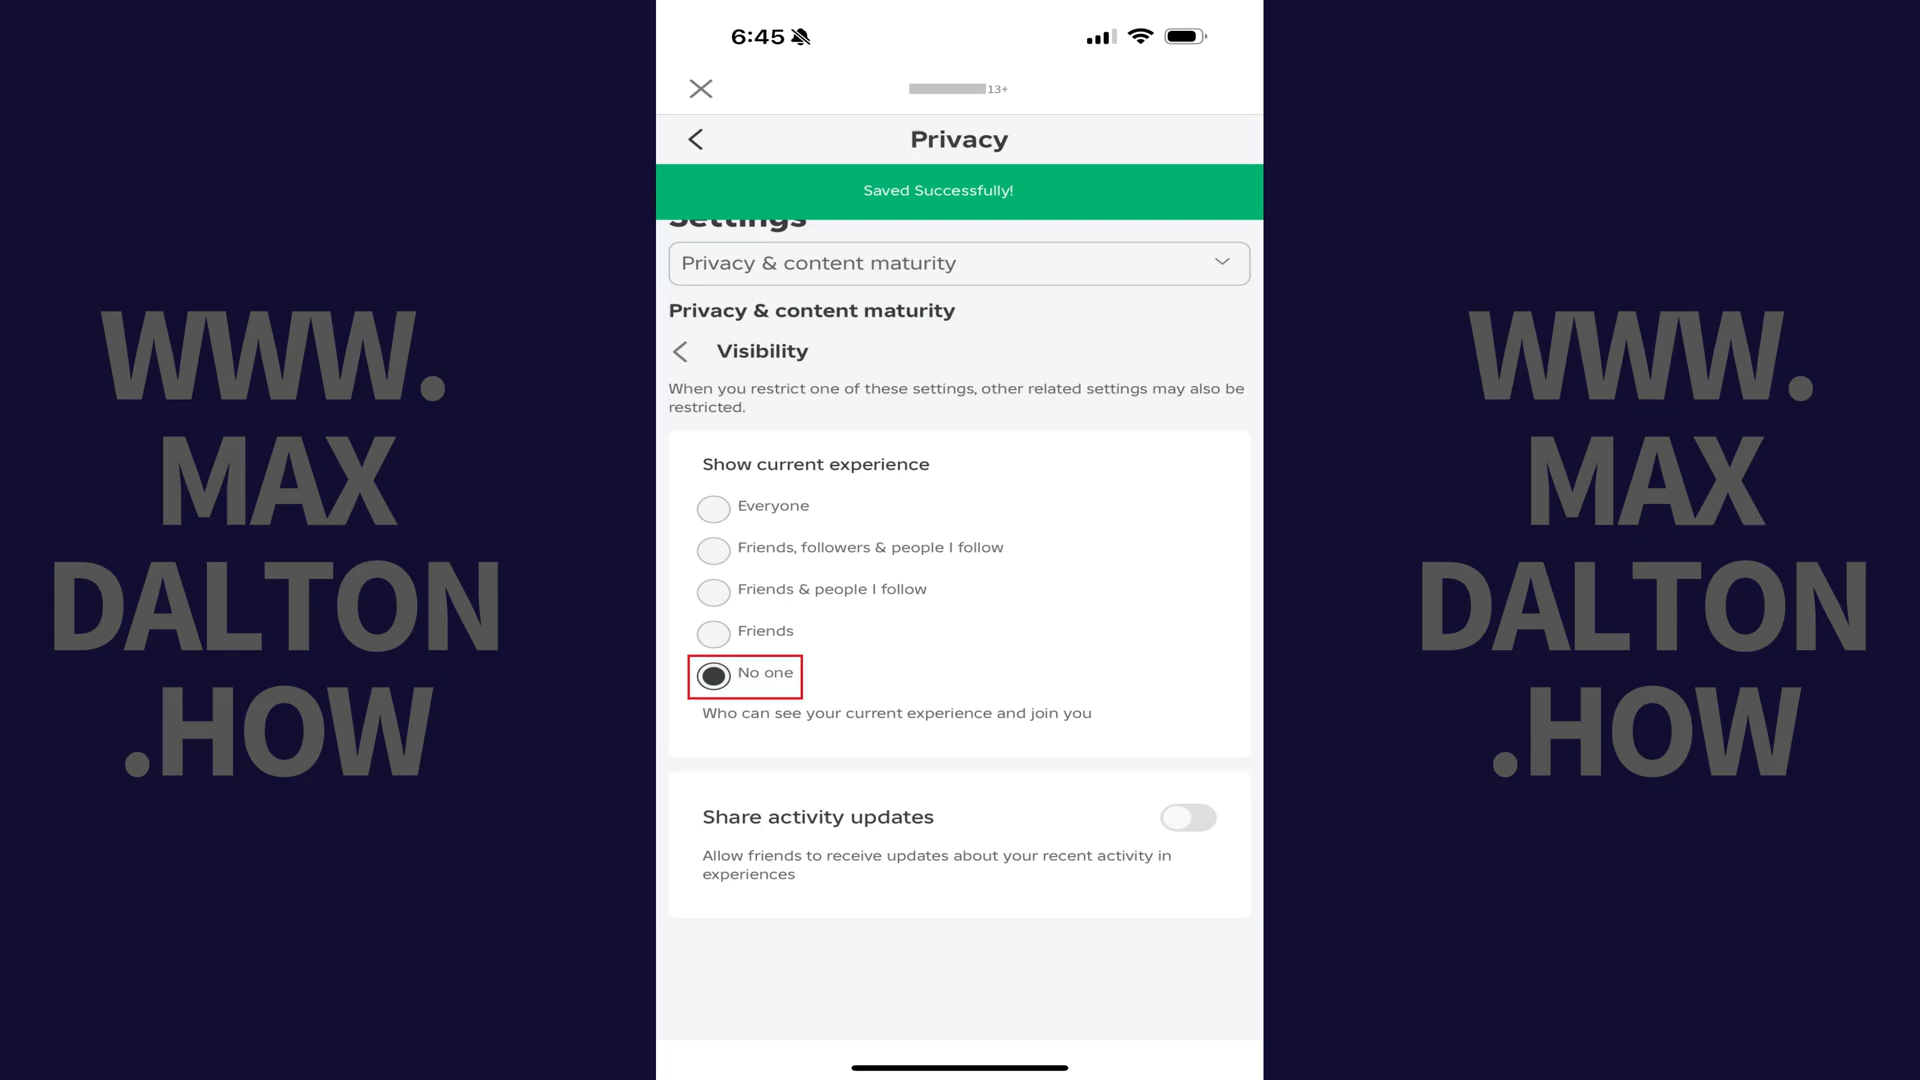 WWW.
MAX
DALTON
.HOW
6:45
13+
Privacy
Saved Successfully!
Settings
Privacy & content maturity
Privacy & content maturity
Visibility
When you restrict one of these settings, other related settings may also be
restricted.
Show current experience
Everyone
Friends, followers & people I follow
Friends & people I follow
Friends
No one
Who can see your current experience and join you
Share activity updates
Allow friends to receive updates about your recent activity in
experiences
WWW.
MAX
DALTON
.HOW